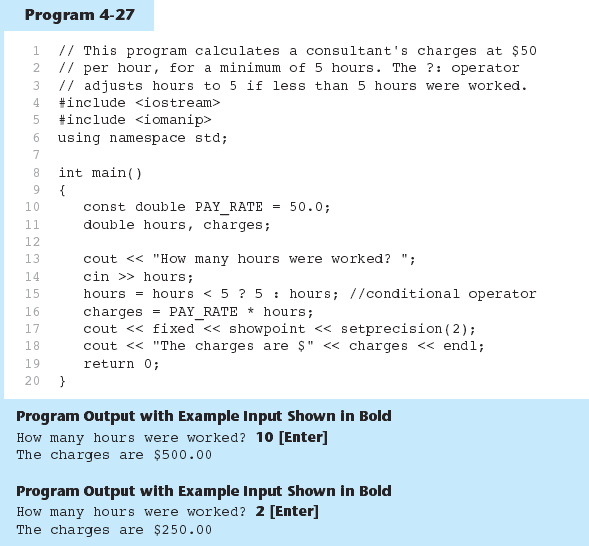 Program 4-27
1 // This program calculates a consultant's charges at $50
2 // per hour, for a minimum of 5 hours. The ?: operator
3 // adjusts hours to 5 if less than 5 hours were worked.
4 #include <iostream>
5 #include <iomanip>
6 using namespace std;
7
8 int main()
9 {
10 const double PAY_RATE = 50.0;
11 double hours, charges;
12
13 cout << "How many hours were worked? ";
14 cin >> hours;
15 hours = hours < 5 ? 5 : hours; //conditional operator
16 charges = PAY_RATE * hours;
17 cout << fixed << showpoint << setprecision(2);
18 cout << "The charges are $" << charges << endl;
19 return 0;
20 }
Program Output with Example Input Shown in Bold
How many hours were worked? 10 [Enter]
The charges are $500.00
Program Output with Example Input Shown in Bold
How many hours were worked? 2 [Enter]
The charges are $250.00